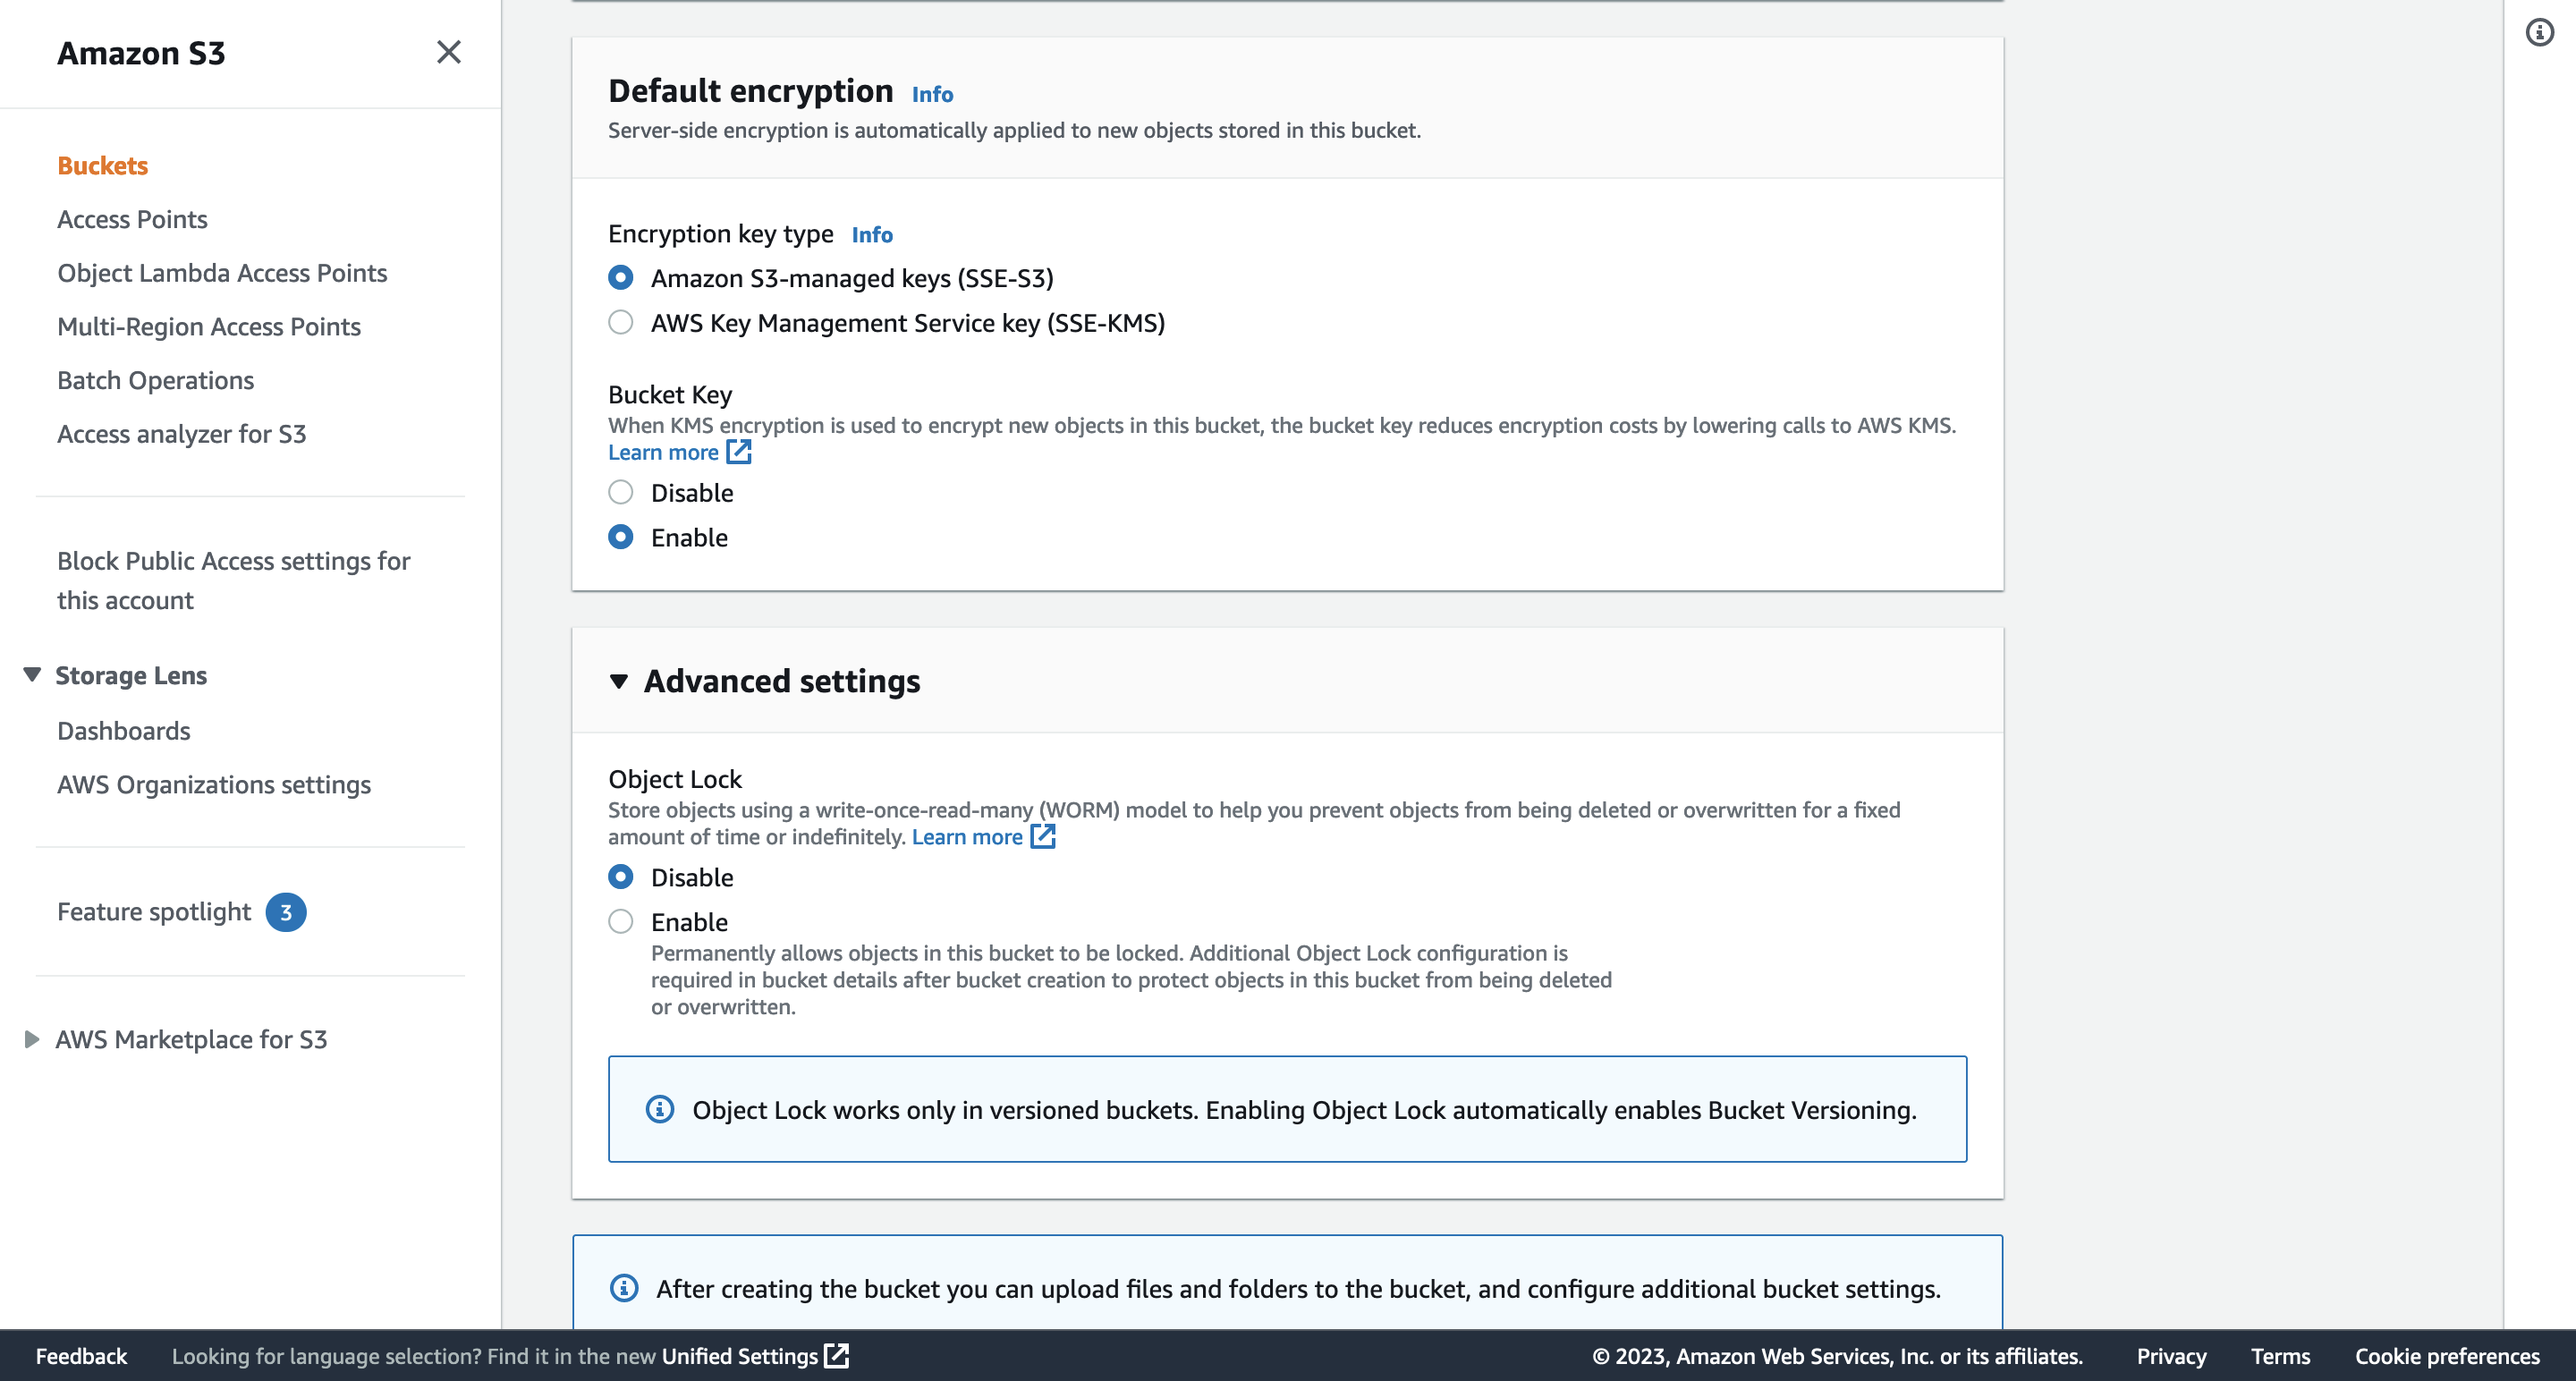 Amazon S3
Buckets
Access Points
Object Lambda Access Points
Multi-Region Access Points
Batch Operations
Access analyzer for S3
Block Public Access settings for
this account
Storage Lens
Dashboards
AWS Organizations settings
Feature spotlight 3
AWS Marketplace for S3
Default encryption Info
Server-side encryption is automatically applied to new objects stored in this bucket.
Encryption key type Info
Amazon S3-managed keys (SSE-S3)
AWS Key Management Service key (SSE-KMS)
Bucket Key
When KMS encryption is used to encrypt new objects in this bucket, the bucket key reduces encryption costs by lowering calls to AWS KMS.
Learn more
Disable
Enable
Advanced settings
Object Lock
Store objects using a write-once-read-many (WORM) model to help you prevent objects from being deleted or overwritten for a fixed
amount of time or indefinitely. Learn more
Disable
Enable
Permanently allows objects in this bucket to be locked. Additional Object Lock configuration is
required in bucket details after bucket creation to protect objects in this bucket from being deleted
or overwritten.
Object Lock works only in versioned buckets. Enabling Object Lock automatically enables Bucket Versioning.
After creating the bucket you can upload files and folders to the bucket, and configure additional bucket settings.
Feedback Looking for language selection? Find it in the new Unified Settings © 2023, Amazon Web Services, Inc. or its affiliates. Privacy Terms Cookie preferences